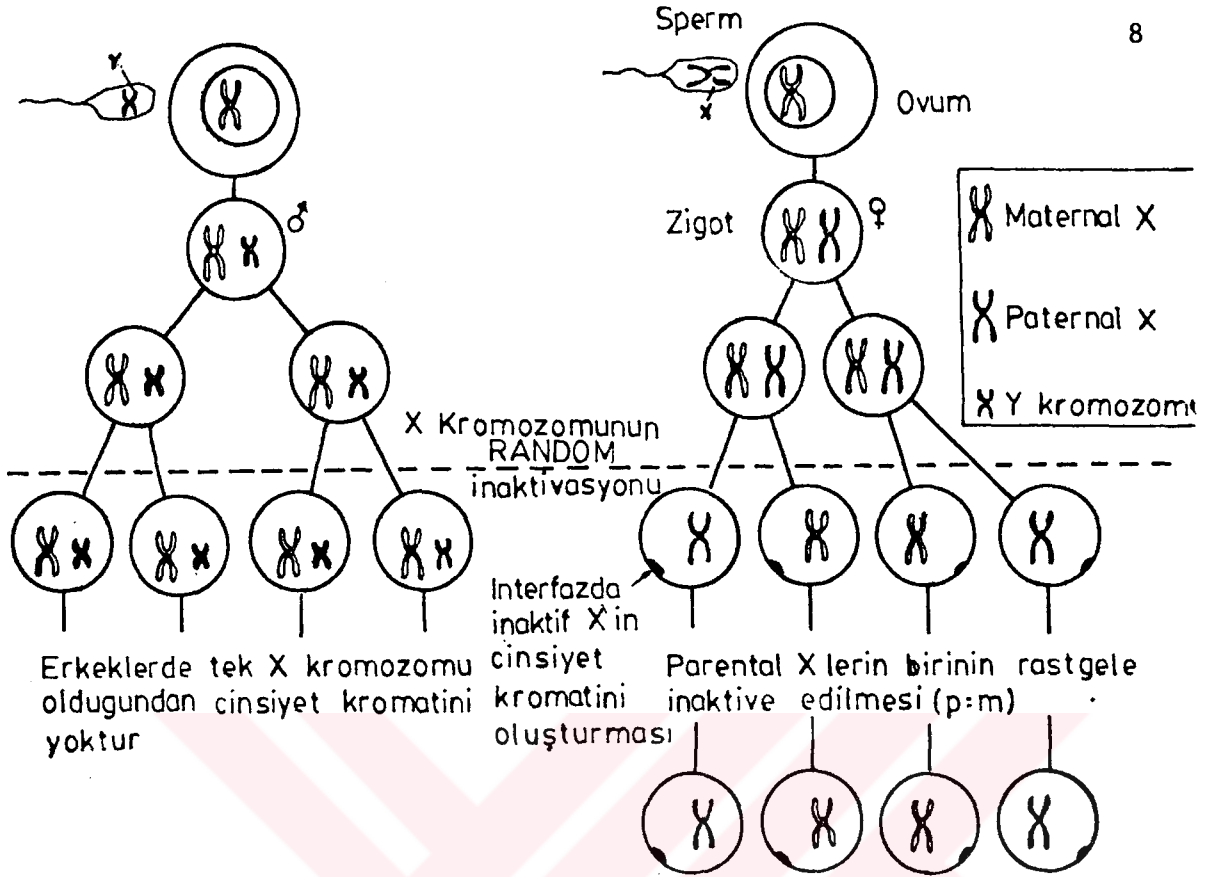 8
Y
Sperm
X
Ovum
♂
Zigot
♀
Maternal X
Paternal X
Y kromozomu
X Kromozomunun
RANDOM
inaktivasyonu
Interfazda
inaktif X'in
cinsiyet
kromatini
oluşturması
Erkeklerde tek X kromozomu
oldugundan cinsiyet kromatini
yoktur
Parental X lerin birinin rastgele
inaktive edilmesi (p=m)